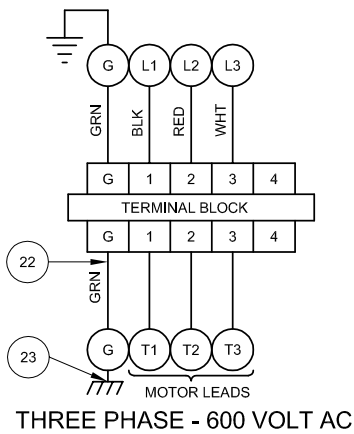 G L1 L2 L3
GRN BLK RED WHT
G 1 2 3 4
TERMINAL BLOCK
G 1 2 3 4
22
GRN
23
G T1 T2 T3
MOTOR LEADS
THREE PHASE - 600 VOLT AC